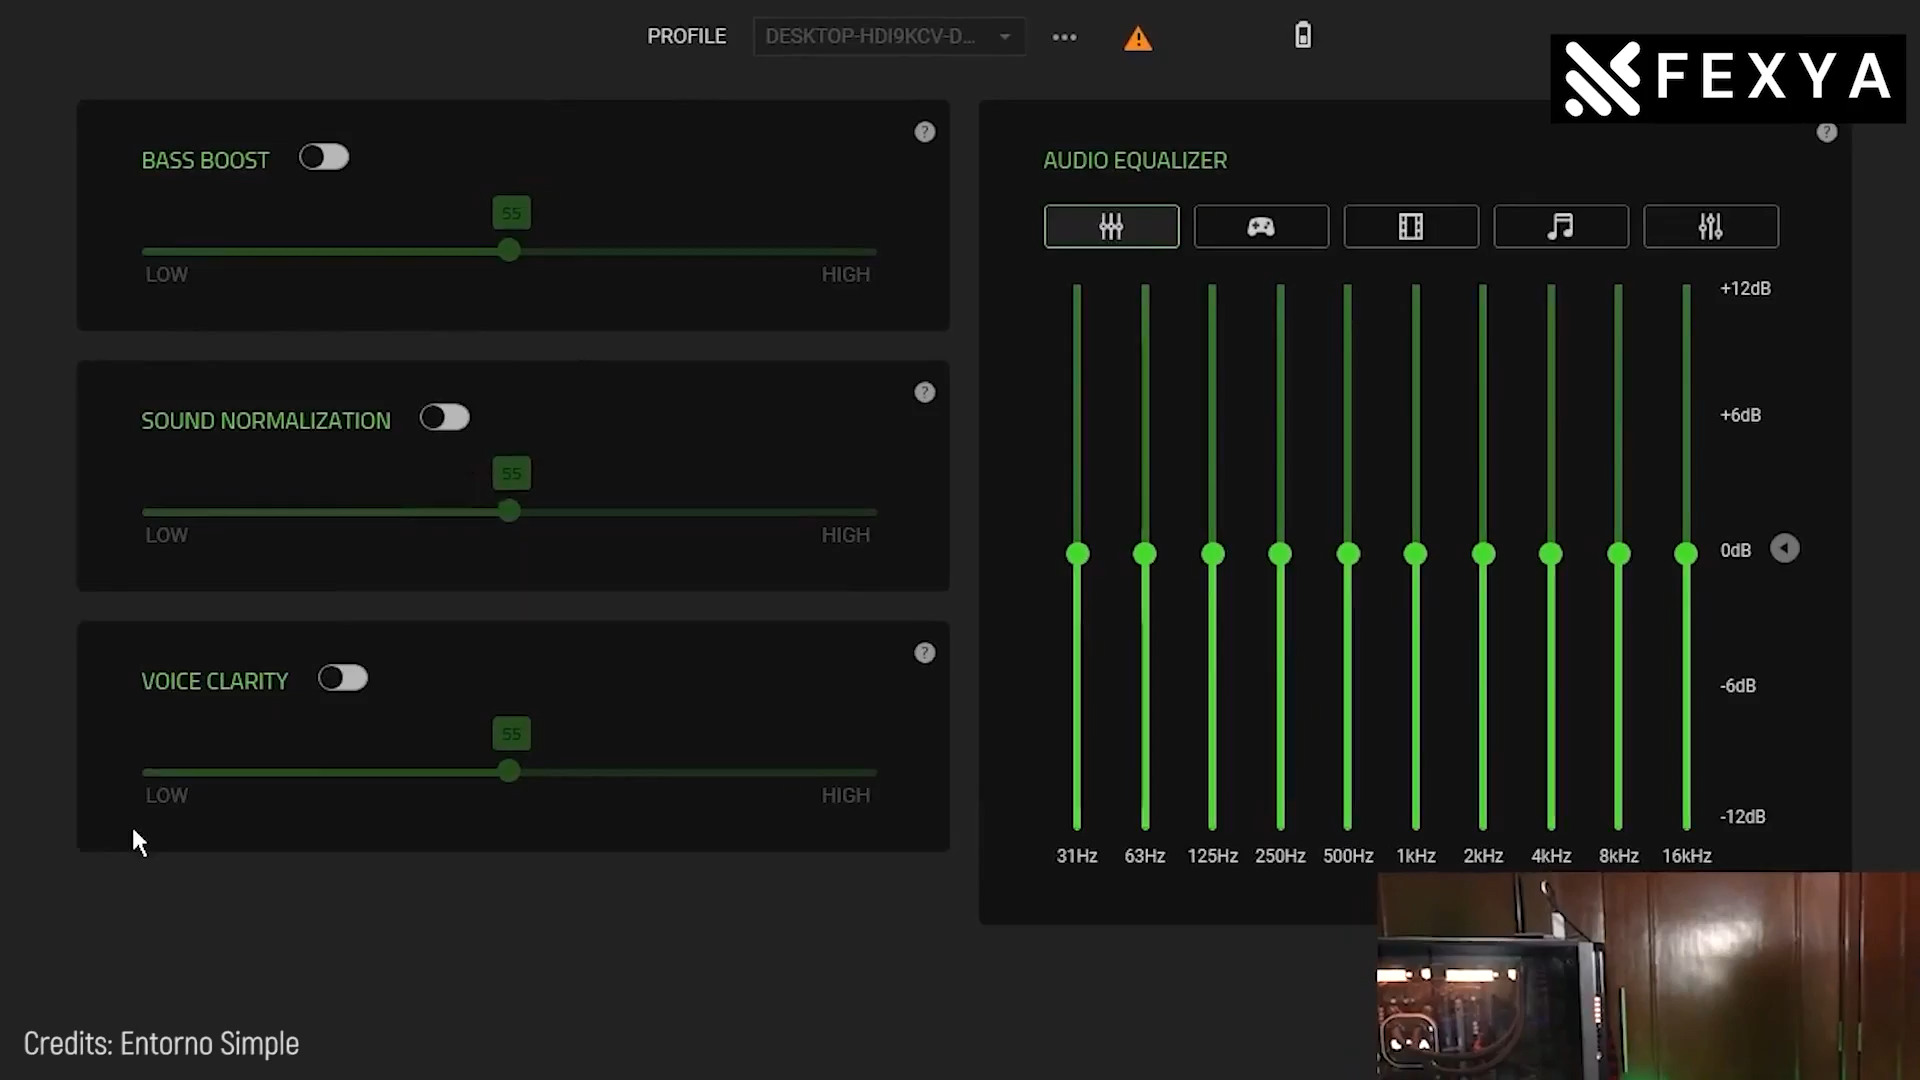 PROFILE DESKTOP-HDI9KCV-D...
FEXYA
BASS BOOST
55
LOW HIGH
SOUND NORMALIZATION
55
LOW HIGH
VOICE CLARITY
55
LOW HIGH
AUDIO EQUALIZER
+12dB
+6dB
0dB
-6dB
-12dB
31Hz 63Hz 125Hz 250Hz 500Hz 1kHz 2kHz 4kHz 8kHz 16kHz
Credits: Entorno Simple